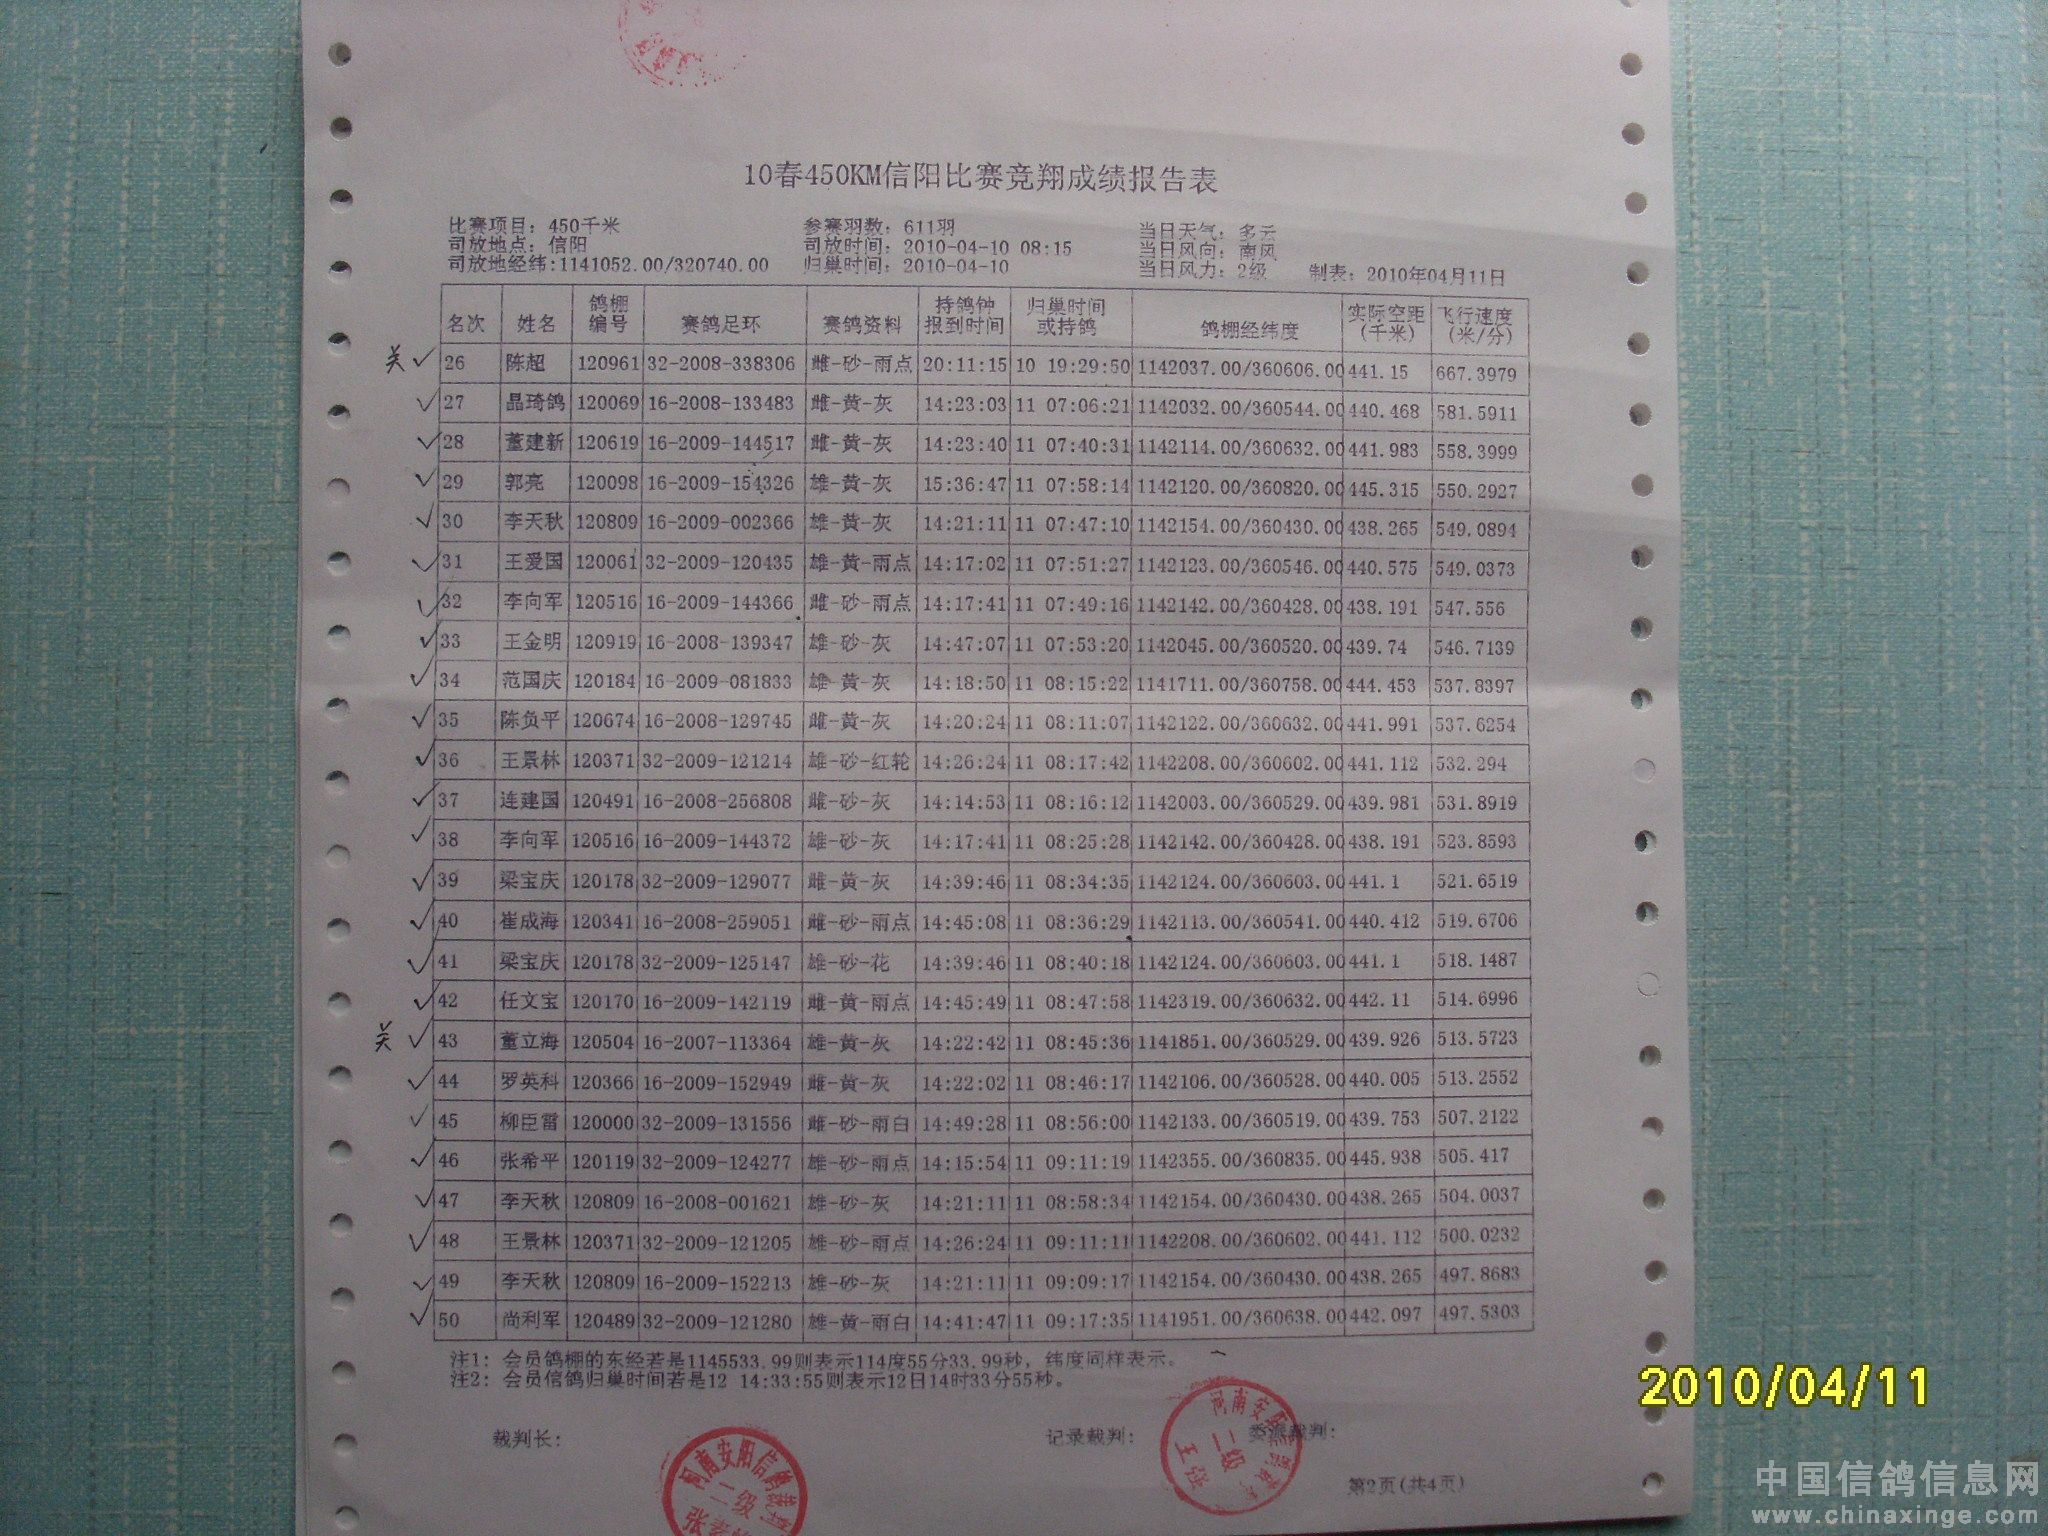 10春450KM信阳比赛竞翔成绩报告表
比赛项目: 450千米 参赛羽数: 611羽 当日天气: 多云
司放地点: 信阳 司放时间: 2010-04-10 08:15 当日风向: 南风
司放地经纬:1141052.00/320740.00 归巢时间: 2010-04-10 当日风力: 2级 制表: 2010年04月11日
名次 姓名 鸽棚编号 赛鸽足环 赛鸽资料 持鸽钟报到时间 归巢时间或持鸽 鸽棚经纬度 实际空距(千米) 飞行速度(米/分)
关 ✓ 26 陈超 120961 32-2008-338306 雌-砂-雨点 20:11:15 10 19:29:50 1142037.00/360606.00 441.15 667.3979
✓ 27 晶琦鸽 120069 16-2008-133483 雌-黄-灰 14:23:03 11 07:06:21 1142032.00/360544.00 440.468 581.5911
✓ 28 董建新 120619 16-2009-144517 雌-黄-灰 14:23:40 11 07:40:31 1142114.00/360632.00 441.983 558.3999
✓ 29 郭亮 120098 16-2009-154326 雄-黄-灰 15:36:47 11 07:58:14 1142120.00/360820.00 445.315 550.2927
✓ 30 李天秋 120809 16-2009-002366 雄-黄-灰 14:21:11 11 07:47:10 1142154.00/360430.00 438.265 549.0894
✓ 31 王爱国 120061 32-2009-120435 雄-黄-雨点 14:17:02 11 07:51:27 1142123.00/360546.00 440.575 549.0373
✓ 32 李向军 120516 16-2009-144366 雌-砂-雨点 14:17:41 11 07:49:16 1142142.00/360428.00 438.191 547.556
✓ 33 王金明 120919 16-2008-139347 雄-砂-灰 14:47:07 11 07:53:20 1142045.00/360520.00 439.74 546.7139
✓ 34 范国庆 120184 16-2009-081833 雄-黄-灰 14:18:50 11 08:15:22 1141711.00/360758.00 444.453 537.8397
✓ 35 陈负平 120674 16-2008-129745 雌-黄-灰 14:20:24 11 08:11:07 1142122.00/360632.00 441.991 537.6254
✓ 36 王景林 120371 32-2009-121214 雄-砂-红轮 14:26:24 11 08:17:42 1142208.00/360602.00 441.112 532.294
✓ 37 连建国 120491 16-2008-256808 雌-砂-灰 14:14:53 11 08:16:12 1142003.00/360529.00 439.981 531.8919
✓ 38 李向军 120516 16-2009-144372 雄-砂-灰 14:17:41 11 08:25:28 1142142.00/360428.00 438.191 523.8593
✓ 39 梁宝庆 120178 32-2009-129077 雌-黄-灰 14:39:46 11 08:34:35 1142124.00/360603.00 441.1 521.6519
✓ 40 崔成海 120341 16-2008-259051 雌-砂-雨点 14:45:08 11 08:36:29 1142113.00/360541.00 440.412 519.6706
✓ 41 梁宝庆 120178 32-2009-125147 雄-砂-花 14:39:46 11 08:40:18 1142124.00/360603.00 441.1 518.1487
✓ 42 任文宝 120170 16-2009-142119 雌-黄-雨点 14:45:49 11 08:47:58 1142319.00/360632.00 442.11 514.6996
关 ✓ 43 董立海 120504 16-2007-113364 雄-黄-灰 14:22:42 11 08:45:36 1141851.00/360529.00 439.926 513.5723
✓ 44 罗英科 120366 16-2009-152949 雌-黄-灰 14:22:02 11 08:46:17 1142106.00/360528.00 440.005 513.2552
✓ 45 柳臣雷 120000 32-2009-131556 雌-砂-雨白 14:49:28 11 08:56:00 1142133.00/360519.00 439.753 507.2122
✓ 46 张希平 120119 32-2009-124277 雄-砂-雨点 14:15:54 11 09:11:19 1142355.00/360835.00 445.938 505.417
✓ 47 李天秋 120809 16-2008-001621 雄-砂-灰 14:21:11 11 08:58:34 1142154.00/360430.00 438.265 504.0037
✓ 48 王景林 120371 32-2009-121205 雄-砂-雨点 14:26:24 11 09:11:11 1142208.00/360602.00 441.112 500.0232
✓ 49 李天秋 120809 16-2009-152213 雄-砂-灰 14:21:11 11 09:09:17 1142154.00/360430.00 438.265 497.8683
✓ 50 尚利军 120489 32-2009-121280 雄-黄-雨白 14:41:47 11 09:17:35 1141951.00/360638.00 442.097 497.5303
注1: 会员鸽棚的东经若是1145533.99则表示114度55分33.99秒, 纬度同样表示。
注2: 会员信鸽归巢时间若是12 14:33:55则表示12日14时33分55秒。
裁判长: 记录裁判: 委派裁判:
河南安阳信鸽裁判
二级
河南安阳
二级
第2页(共4页)
2010/04/11
中国信鸽信息网
www.chinaxinge.com